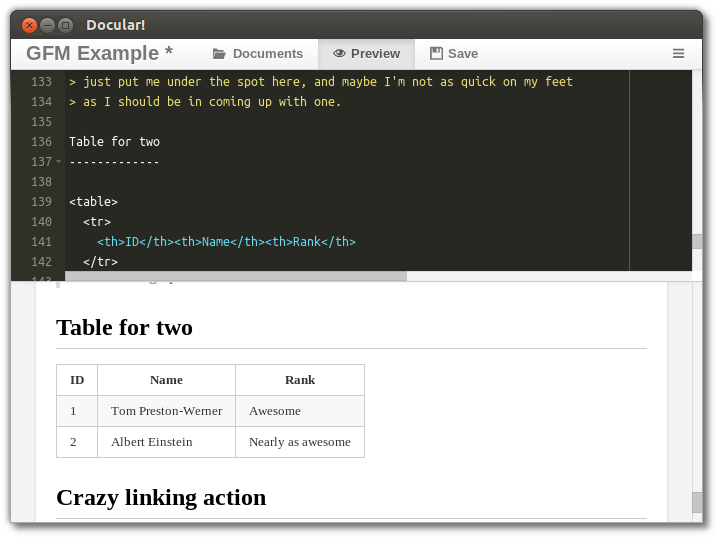 Docular!
GFM Example * Documents Preview Save
133 > just put me under the spot here, and maybe I'm not as quick on my feet
134 > as I should be in coming up with one.
135
136 Table for two
137 -------------
138
139 <table>
140 <tr>
141 <th>ID</th><th>Name</th><th>Rank</th>
142 </tr>
Table for two
ID Name Rank
1 Tom Preston-Werner Awesome
2 Albert Einstein Nearly as awesome
Crazy linking action